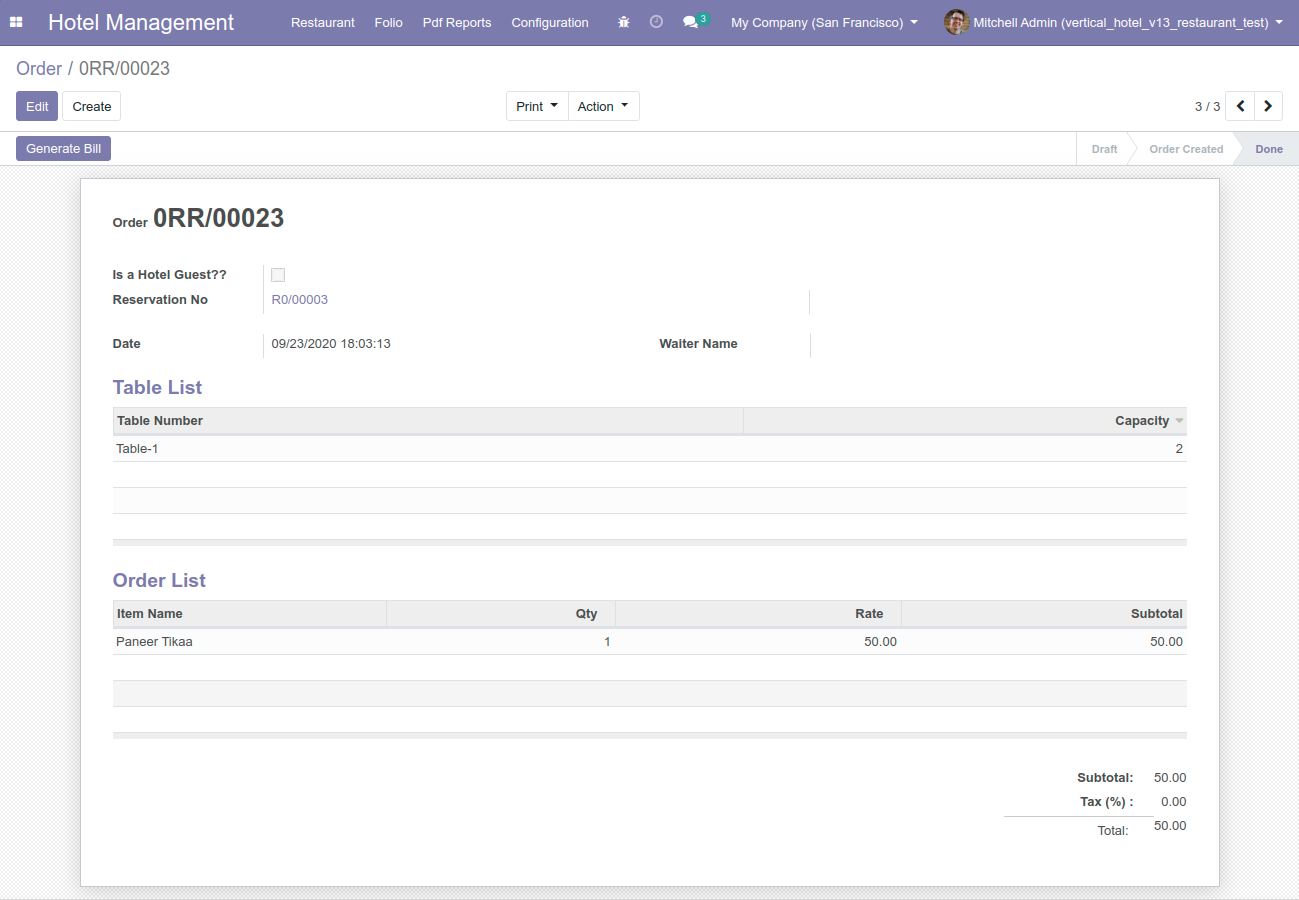 Hotel Management Restaurant Folio Pdf Reports Configuration 3 My Company (San Francisco) Mitchell Admin (vertical_hotel_v13_restaurant_test)
Order / 0RR/00023
Edit Create Print Action 3 / 3
Generate Bill Draft Order Created Done
Order 0RR/00023
Is a Hotel Guest??
Reservation No R0/00003
Date 09/23/2020 18:03:13 Waiter Name
Table List
Table Number Capacity
Table-1 2
Order List
Item Name Qty Rate Subtotal
Paneer Tikaa 1 50.00 50.00
Subtotal: 50.00
Tax (%) : 0.00
Total: 50.00